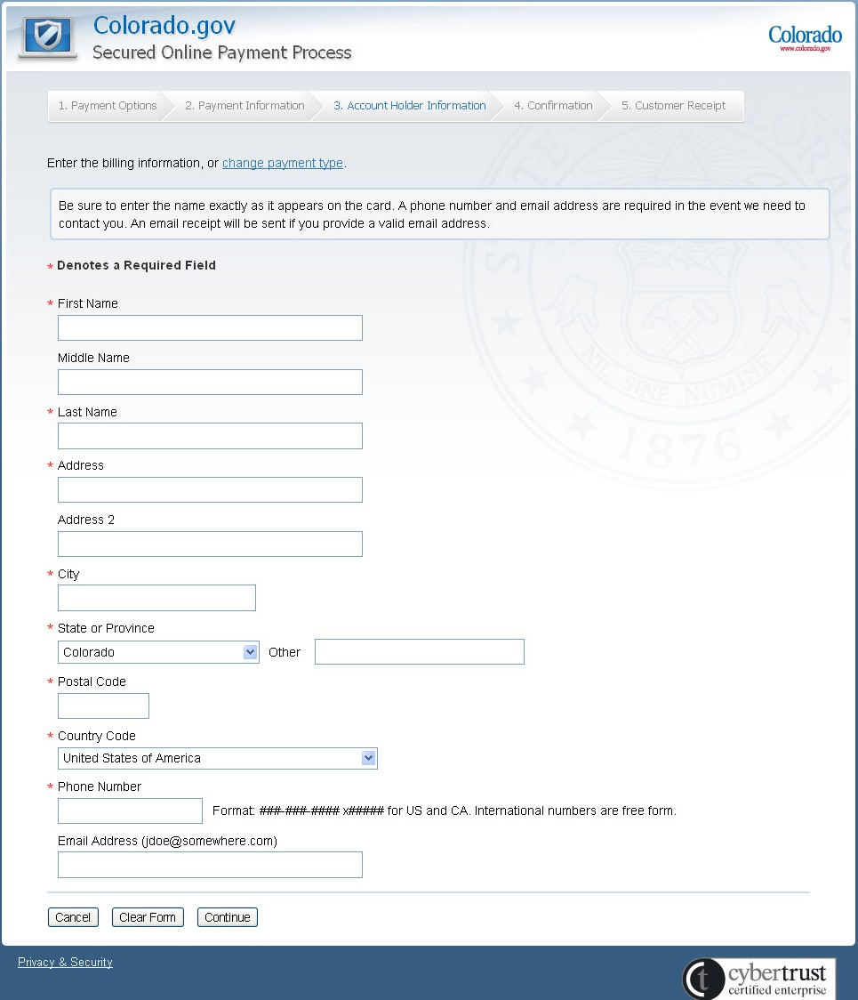 Colorado.gov
Secured Online Payment Process
Colorado
www.colorado.gov
1. Payment Options
2. Payment Information
3. Account Holder Information
4. Confirmation
5. Customer Receipt
Enter the billing information, or change payment type.
Be sure to enter the name exactly as it appears on the card. A phone number and email address are required in the event we need to
contact you. An email receipt will be sent if you provide a valid email address.
* Denotes a Required Field
* First Name
Middle Name
* Last Name
* Address
Address 2
* City
* State or Province
Colorado
Other
* Postal Code
* Country Code
United States of America
* Phone Number
Format: ###-###-#### x##### for US and CA. International numbers are free form.
Email Address (jdoe@somewhere.com)
Cancel
Clear Form
Continue
NIL SINE NUMINE
1876
Privacy & Security
t
cybertrust
certified enterprise